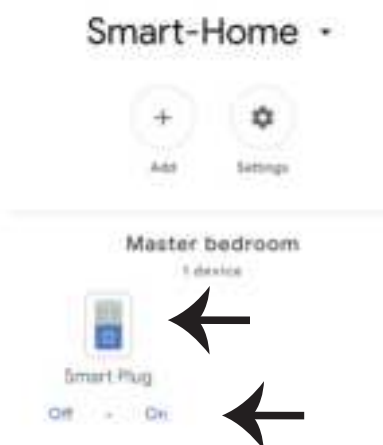 Smart-Home
Add Settings
Master bedroom
1 device
Smart Plug
Off - On